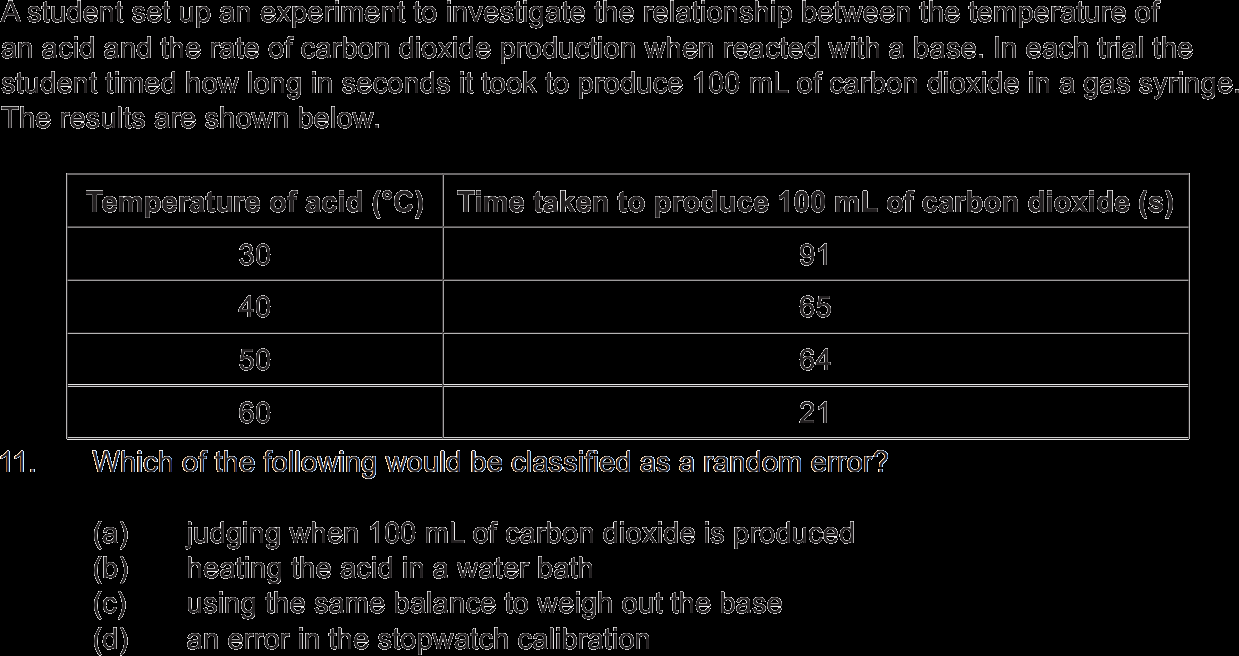 A student set up an experiment to investigate the relationship between the temperature of
an acid and the rate of carbon dioxide production when reacted with a base. In each trial the
student timed how long in seconds it took to produce 100 mL of carbon dioxide in a gas syringe.
The results are shown below.
Temperature of acid (°C) Time taken to produce 100 mL of carbon dioxide (s)
30 91
40 65
50 64
60 21
11. Which of the following would be classified as a random error?
(a) judging when 100 mL of carbon dioxide is produced
(b) heating the acid in a water bath
(c) using the same balance to weigh out the base
(d) an error in the stopwatch calibration